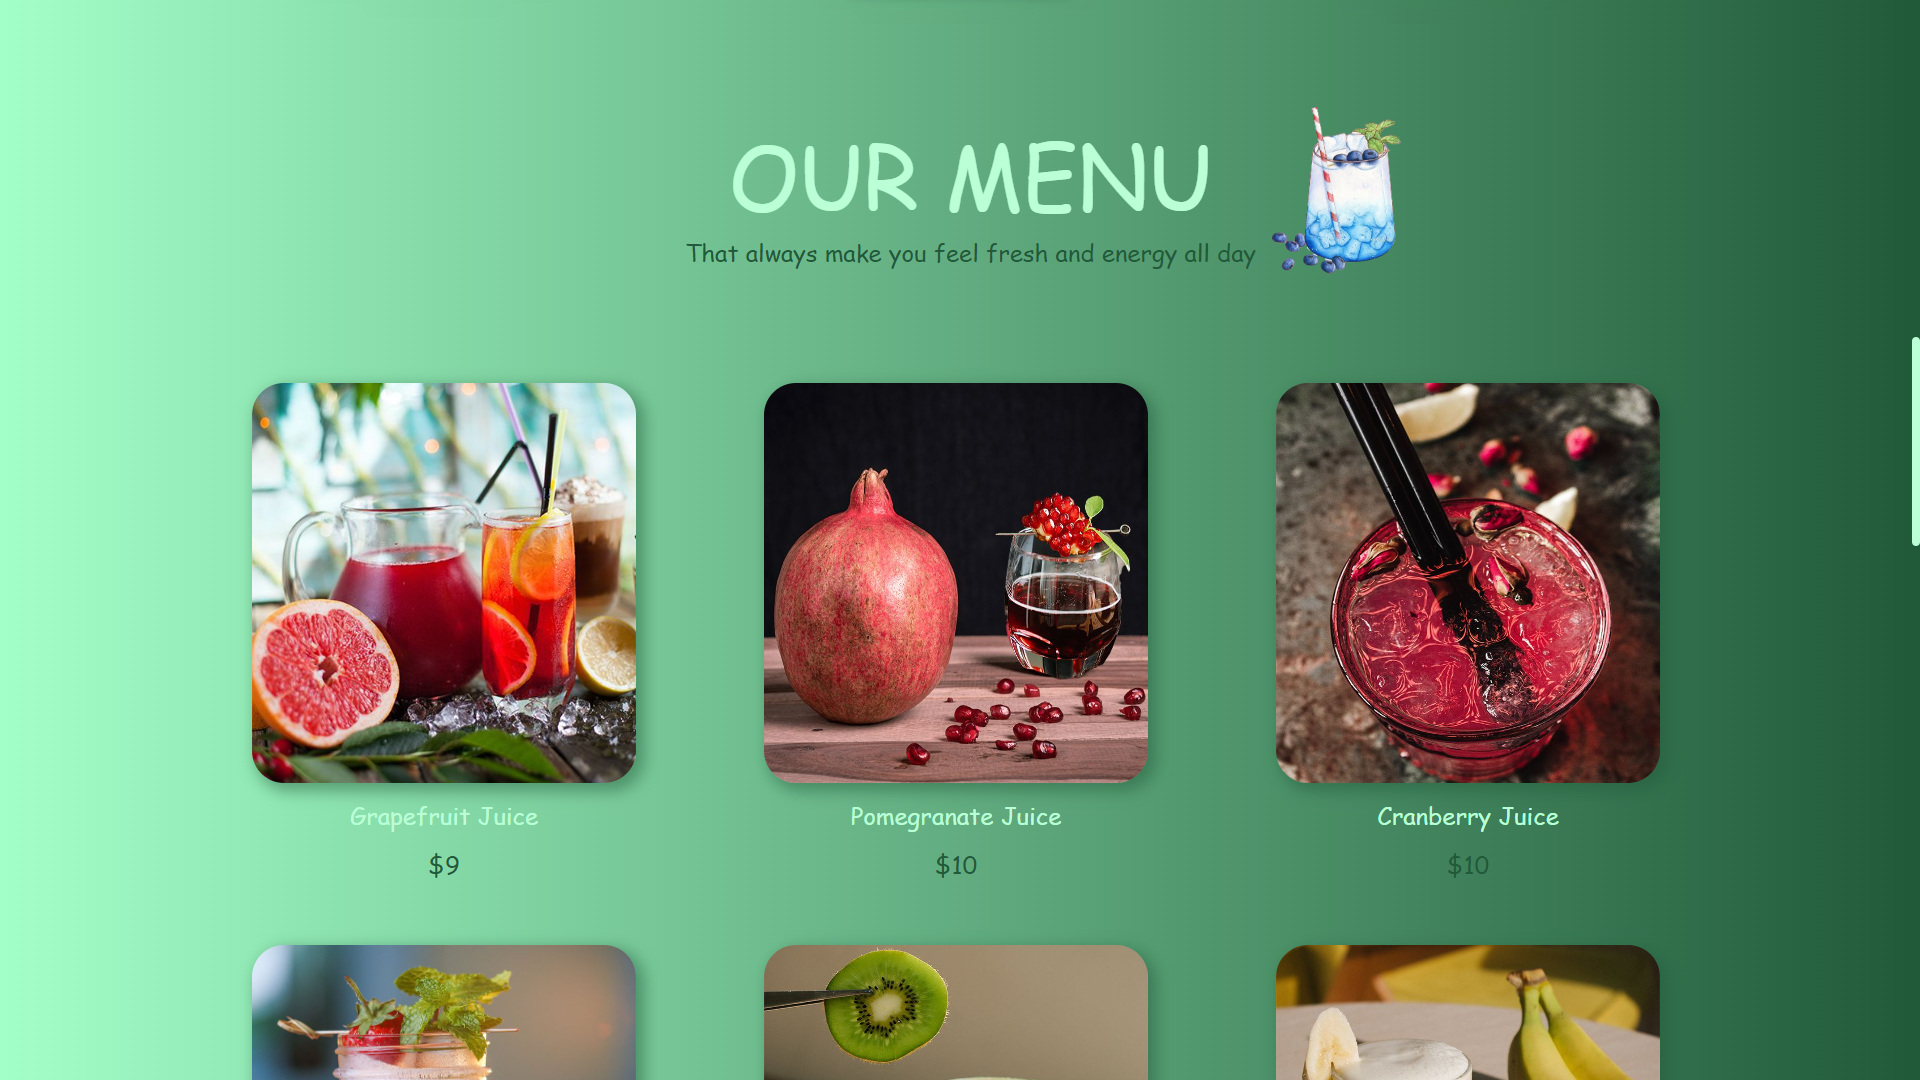 OUR MENU
That always make you feel fresh and energy all day
Grapefruit Juice
$9
Pomegranate Juice
$10
Cranberry Juice
$10